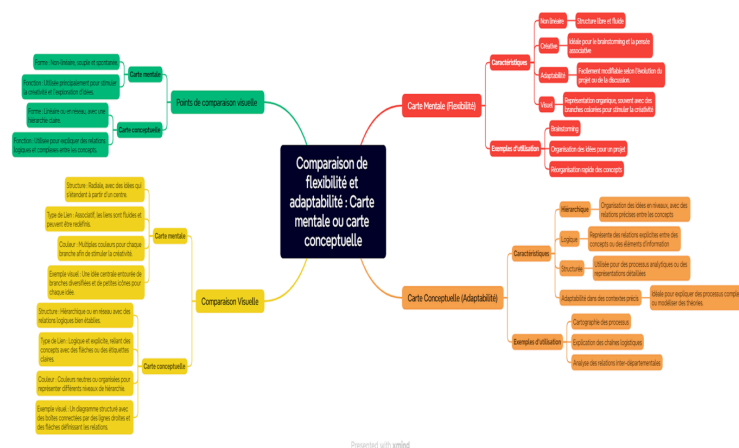 Comparaison de
flexibilité et
adaptabilité : Carte
mentale ou carte
conceptuelle
Carte Mentale (Flexibilité)
Caractéristiques
Non linéaire
Structure libre et fluide
Créative
Idéale pour le brainstorming et la pensée
associative
Adaptabilité
Facilement modifiable selon l'évolution du
projet ou de la discussion.
Visuel
Représentation organique, souvent avec des
branches colorées pour stimuler la créativité
Exemples d'utilisation
Brainstorming
Organisation des idées pour un projet
Réorganisation rapide des concepts
Carte Conceptuelle (Adaptabilité)
Caractéristiques
Hiérarchique
Organisation des idées en niveaux, avec des
relations précises entre les concepts
Logique
Représente des relations explicites entre des
concepts ou des éléments d'information
Structurée
Utilisée pour des processus analytiques ou des
représentations détaillées
Adaptabilité dans des contextes précis
Idéale pour expliquer des processus comple
ou modéliser des théories.
Exemples d'utilisation
Cartographie des processus
Explication des chaînes logistiques
Analyse des relations inter-départementales
Points de comparaison visuelle
Carte mentale
Forme : Non-linéaire, souple et spontanée.
Fonction : Utilisée principalement pour stimuler
la créativité et l'exploration d'idées.
Carte conceptuelle
Forme : Linéaire ou en réseau, avec une
hiérarchie claire.
Fonction : Utilisée pour expliquer des relations
logiques et complexes entre les concepts.
Comparaison Visuelle
Carte mentale
Structure : Radiale, avec des idées qui
s'étendent à partir d'un centre.
Type de Lien : Associatif, les liens sont fluides et
peuvent être redéfinis.
Couleur : Multiples couleurs pour chaque
branche afin de stimuler la créativité.
Exemple visuel : Une idée centrale entourée de
branches diversifiées et de petites icônes pour
chaque idée.
Carte conceptuelle
Structure : Hiérarchique ou en réseau avec des
relations logiques bien établies.
Type de Lien : Logique et explicite, reliant des
concepts avec des flèches ou des étiquettes
claires.
Couleur : Couleurs neutres ou organisées pour
représenter différents niveaux de hiérarchie.
Exemple visuel : Un diagramme structuré avec
des boîtes connectées par des lignes droites et
des flèches définissant les relations.
Presented with xmind